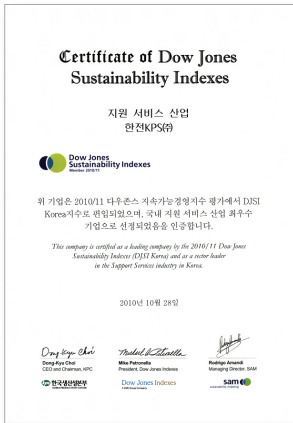 Certificate of Dow Jones
Sustainability Indexes
지원 서비스 산업
한전KPS㈜
Dow Jones
Sustainability Indexes
Member 2010/11
위 기업은 2010/11 다우존스 지속가능경영지수 평가에서 DJSI
Korea지수로 편입되었으며, 국내 지원 서비스 산업 최우수
기업으로 선정되었음을 인증합니다.
This company is certified as a leading company by the 2010/11 Dow Jones
Sustainability Indexes (DJSI Korea) and as a sector leader
in the Support Services industry in Korea.
2010년 10월 28일
Dong-Kyu Choi
CEO and Chairman, KPC
한국생산성본부
Michael A. Petronella
Mike Petronella
President, Dow Jones Indexes
Dow Jones Indexes
Rodrigo Amandi
Managing Director, SAM
sam